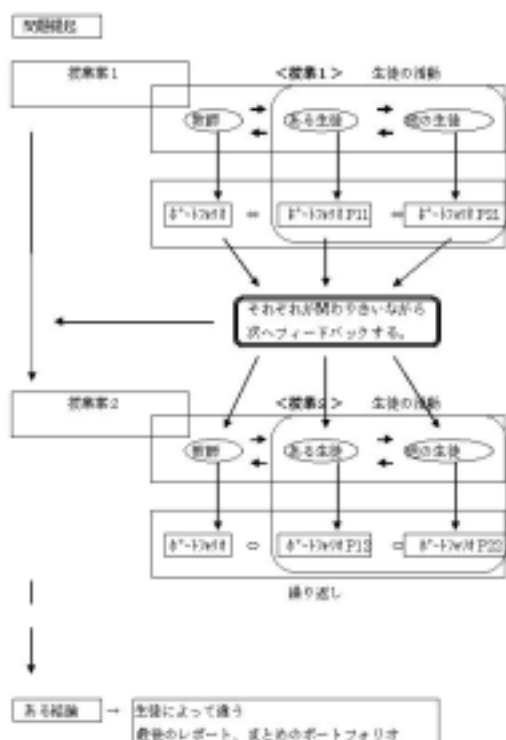 問題提起
授業案1 <授業1> 生徒の活動
教師 ある生徒 他の生徒
ポートフォリオ ⇔ ポートフォリオP11 ⇔ ポートフォリオP21
それぞれが関わり合いながら
次へフィードバックする。
授業案2 <授業2> 生徒の活動
教師 ある生徒 他の生徒
ポートフォリオ ⇔ ポートフォリオP12 ⇔ ポートフォリオP22
繰り返し
ある結論 → 生徒によって違う
最後のレポート、まとめのポートフォリオ